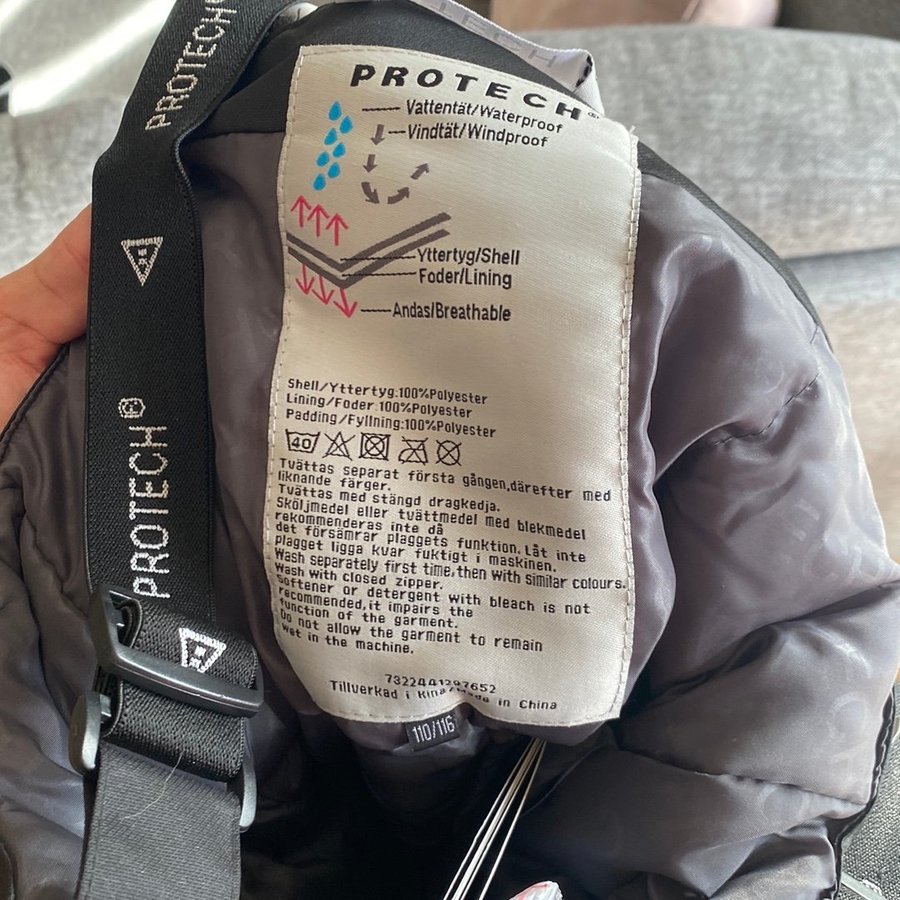 PROTECH®
Vattentät/Waterproof
Vindtät/Windproof
Yttertyg/Shell
Foder/Lining
Andas/Breathable
Shell/Yttertyg:100%Polyester
Lining/Foder:100%Polyester
Padding/Fyllning:100%Polyester
40
Tvättas separat första gången,därefter med
liknande färger.
Tvättas med stängd dragkedja.
Sköljmedel eller tvättmedel med blekmedel
rekommenderas inte då
det försämrar plaggets funktion. Låt inte
plagget ligga kvar fuktigt i maskinen.
Wash separately first time,then with similar colours.
Wash with closed zipper.
Softener or detergent with bleach is not
recommended,it impairs the
function of the garment.
Do not allow the garment to remain
wet in the machine.
7322441297652
Tillverkad i Kina/Made in China
110/116
PROTECH
PROTECH®